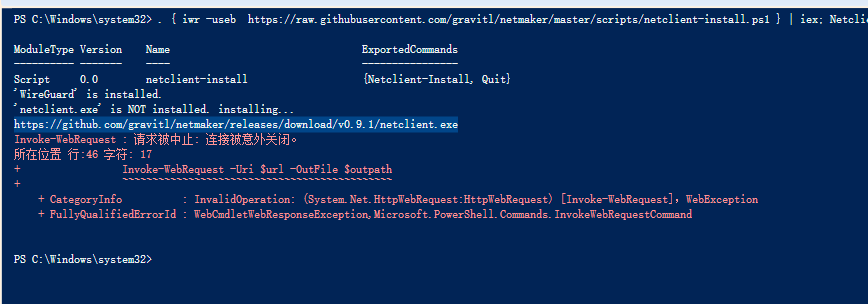 PS C:\Windows\system32> . { iwr -useb  https://raw.githubusercontent.com/gravitl/netmaker/master/scripts/netclient-install.ps1 } | iex; Netcli
ModuleType Version    Name                                ExportedCommands
---------- -------    ----                                ----------------
Script     0.0        netclient-install                   {Netclient-Install, Quit}
'WireGuard' is installed.
'netclient.exe' is NOT installed. installing...
https://github.com/gravitl/netmaker/releases/download/v0.9.1/netclient.exe
Invoke-WebRequest : 请求被中止: 连接被意外关闭。
所在位置 行:46 字符: 17
+                 Invoke-WebRequest -Uri $url -OutFile $outpath
+                 ~~~~~~~~~~~~~~~~~~~~~~~~~~~~~~~~~~~~~~~~~~~~~
    + CategoryInfo          : InvalidOperation: (System.Net.HttpWebRequest:HttpWebRequest) [Invoke-WebRequest]，WebException
    + FullyQualifiedErrorId : WebCmdletWebResponseException,Microsoft.PowerShell.Commands.InvokeWebRequestCommand
PS C:\Windows\system32>